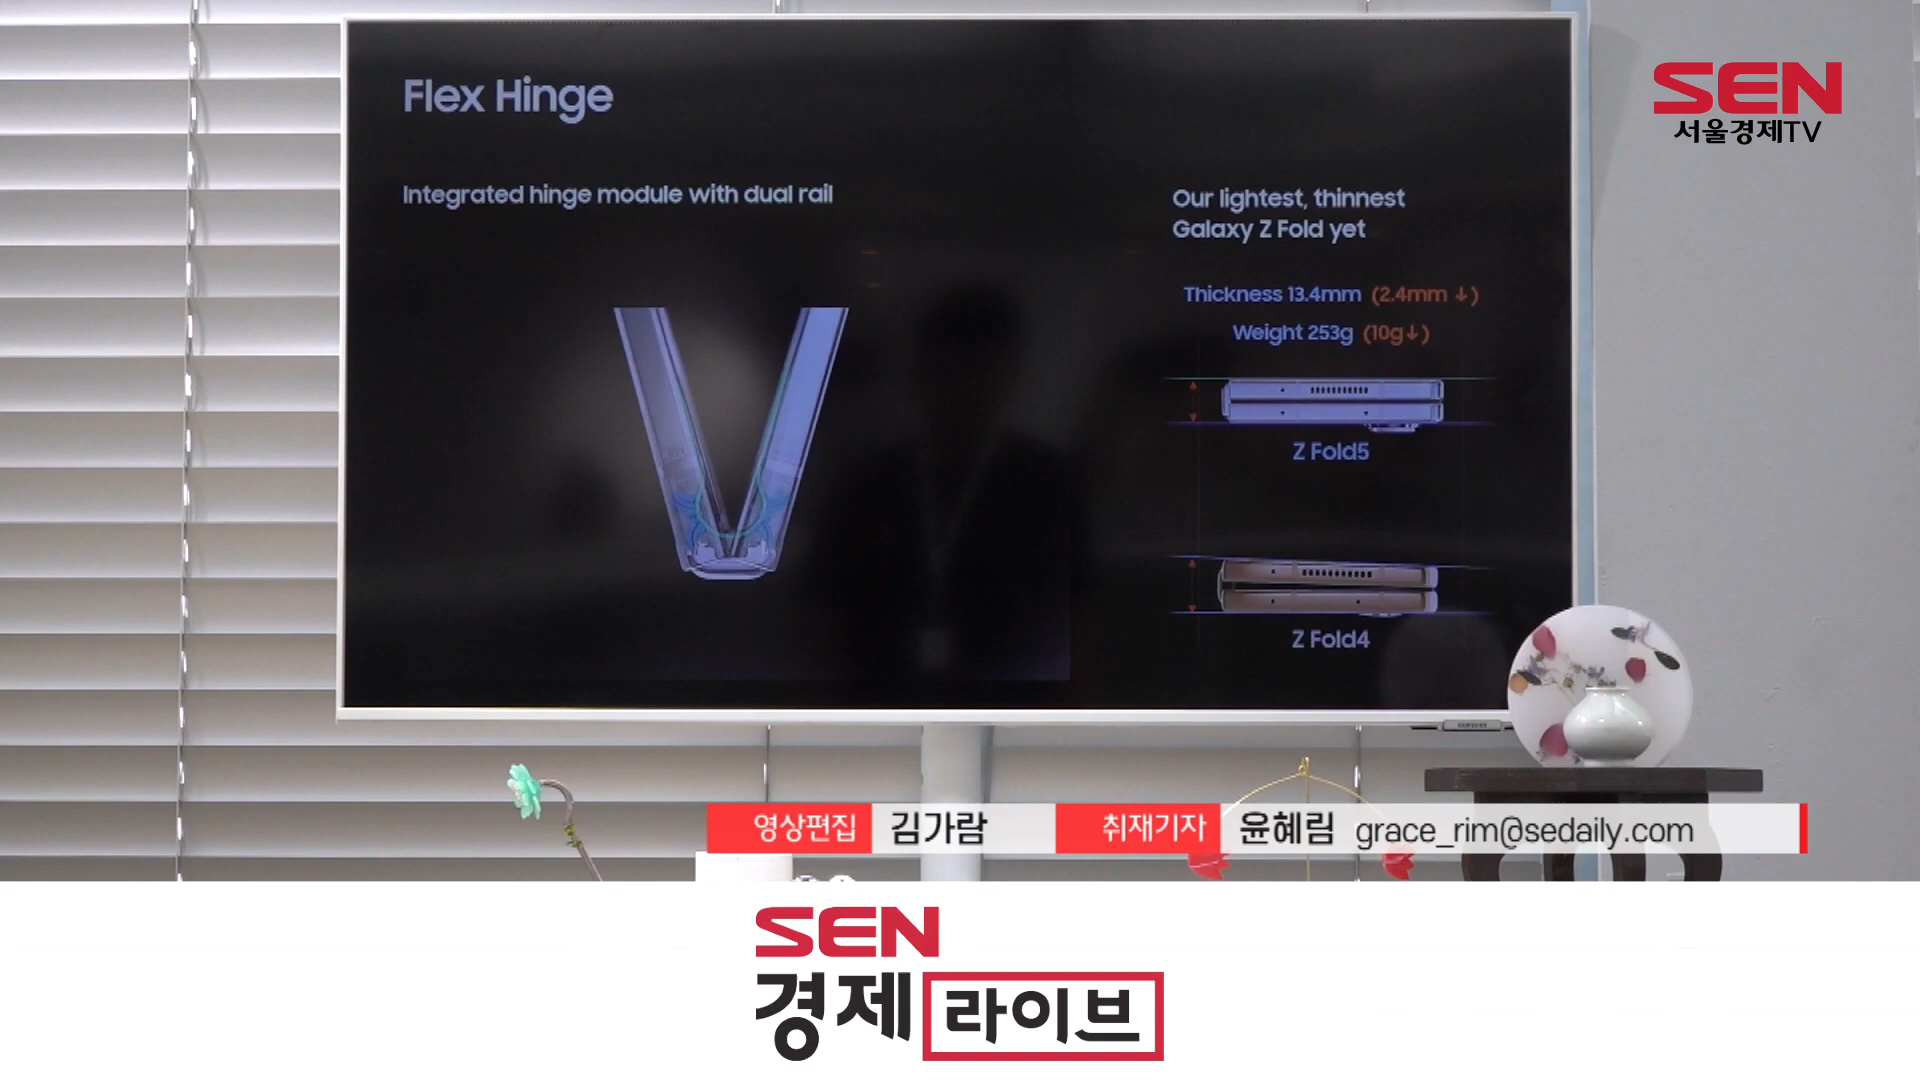 Flex Hinge
Integrated hinge module with dual rail
Our lightest, thinnest
Galaxy Z Fold yet
Thickness 13.4mm (2.4mm ↓)
Weight 253g (10g↓)
Z Fold5
Z Fold4
SEN
서울경제TV
SAMSUNG
영상편집 김가람 취재기자 윤혜림 grace_rim@sedaily.com
SEN
경제라이브